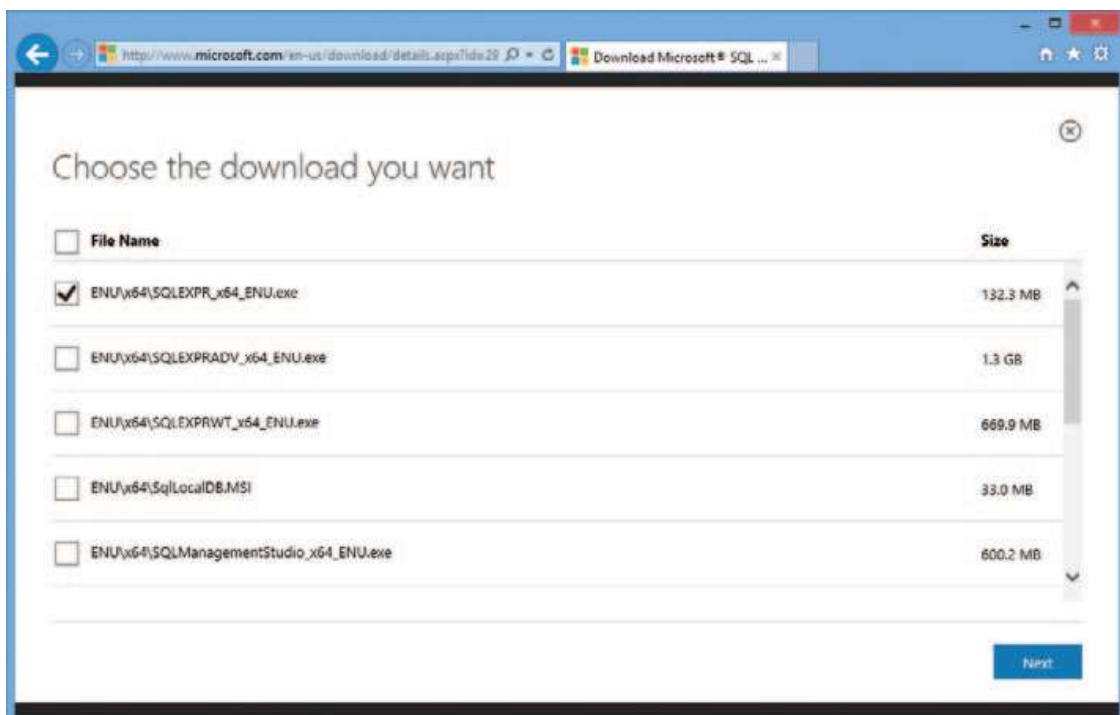 http://www.microsoft.com/en-us/download/details.aspx?id=29
Download Microsoft® SQL ...
Choose the download you want
File Name Size
ENU\x64\SQLEXPR_x64_ENU.exe 132.3 MB
ENU\x64\SQLEXPRADV_x64_ENU.exe 1.3 GB
ENU\x64\SQLEXPRWT_x64_ENU.exe 669.9 MB
ENU\x64\SqlLocalDB.MSI 33.0 MB
ENU\x64\SQLManagementStudio_x64_ENU.exe 600.2 MB
Next